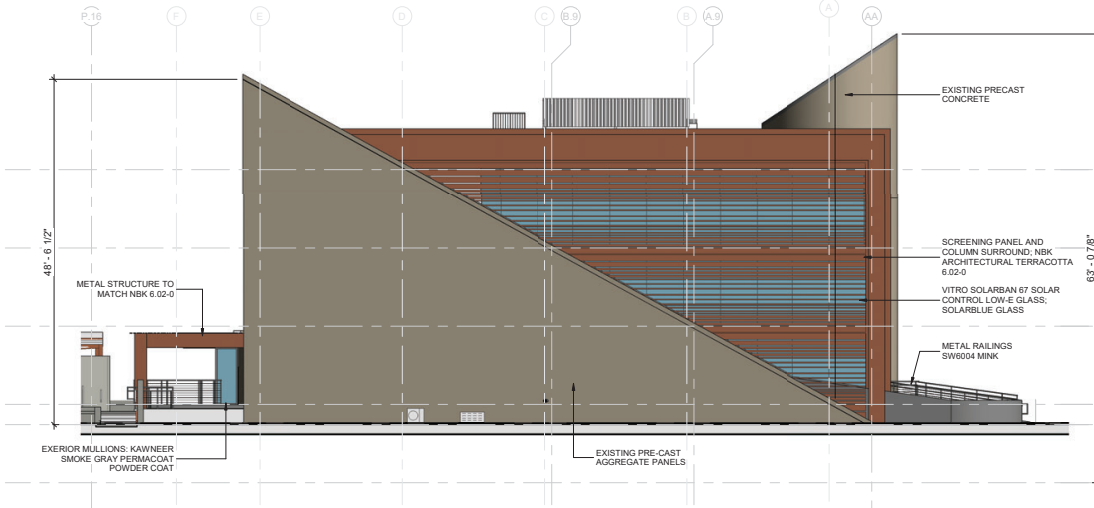 P.16
F
E
D
C
B.9
B
A.9
A
AA
EXISTING PRECAST
CONCRETE
48' - 6 1/2"
63' - 0 7/8"
SCREENING PANEL AND
COLUMN SURROUND; NBK
ARCHITECTURAL TERRACOTTA
6.02-0
METAL STRUCTURE TO
MATCH NBK 6.02-0
VITRO SOLARBAN 67 SOLAR
CONTROL LOW-E GLASS;
SOLARBLUE GLASS
METAL RAILINGS
SW6004 MINK
EXERIOR MULLIONS: KAWNEER
SMOKE GRAY PERMACOAT
POWDER COAT
EXISTING PRE-CAST
AGGREGATE PANELS